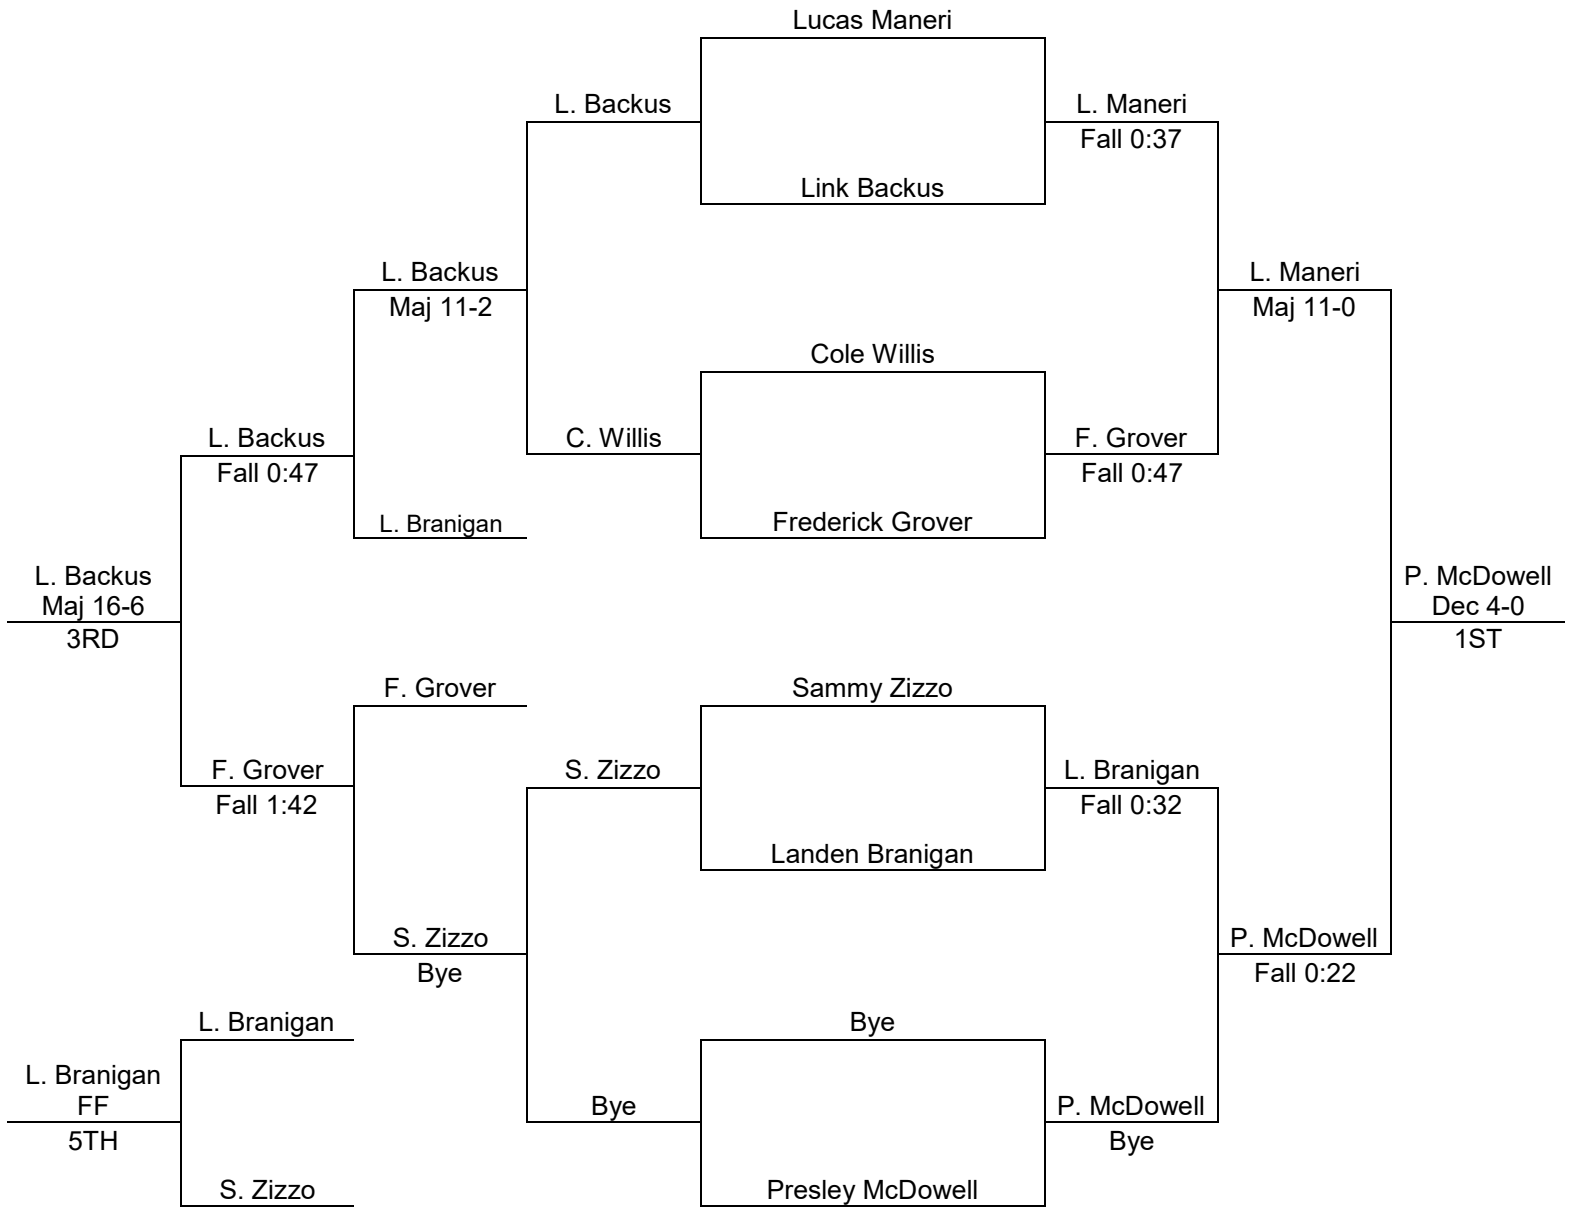 Lucas Maneri
L. Backus
L. Maneri
Fall 0:37
Link Backus
L. Backus
Maj 11-2
L. Maneri
Maj 11-0
Cole Willis
L. Backus
Fall 0:47
C. Willis
F. Grover
Fall 0:47
L. Branigan
Frederick Grover
L. Backus
Maj 16-6
3RD
P. McDowell
Dec 4-0
1ST
F. Grover
Sammy Zizzo
F. Grover
Fall 1:42
S. Zizzo
L. Branigan
Fall 0:32
Landen Branigan
S. Zizzo
Bye
P. McDowell
Fall 0:22
L. Branigan
Bye
L. Branigan
FF
5TH
Bye
P. McDowell
Bye
S. Zizzo
Presley McDowell